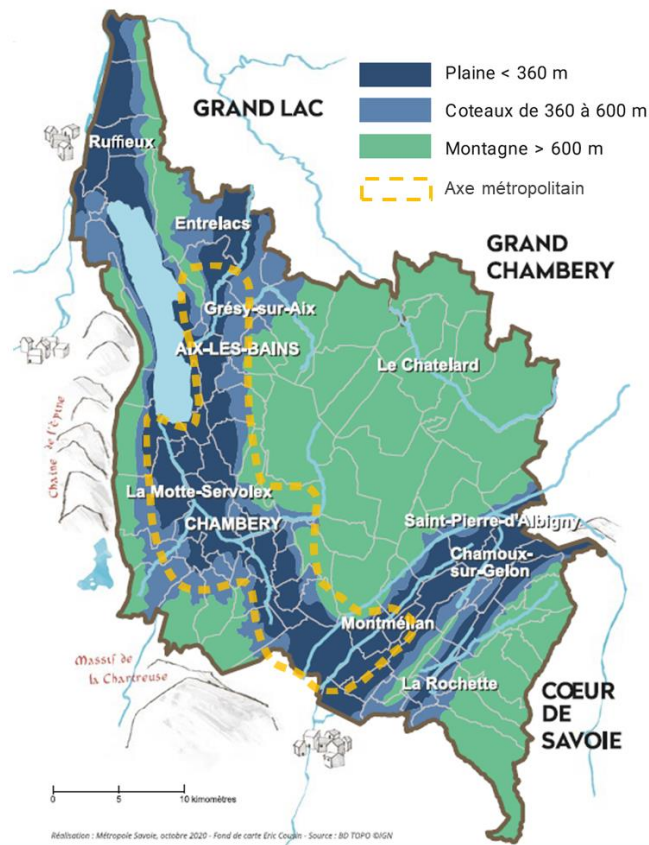 Plaine < 360 m
Coteaux de 360 à 600 m
Montagne > 600 m
Axe métropolitain
GRAND LAC
Ruffieux
Entrelacs
GRAND
CHAMBERY
Grésy-sur-Aix
AIX-LES-BAINS
Le Chatelard
Chaine de l'Épine
La Motte-Servolex
CHAMBERY
Saint-Pierre-d'Albigny
Chamoux-
sur-Gelon
Montmélian
Massif de
la Chartreuse
La Rochette
CŒUR
DE
SAVOIE
0 5 10 kimomètres
Réalisation : Métropole Savoie, octobre 2020 - Fond de carte Eric Cousin - Source : BD TOPO ©IGN